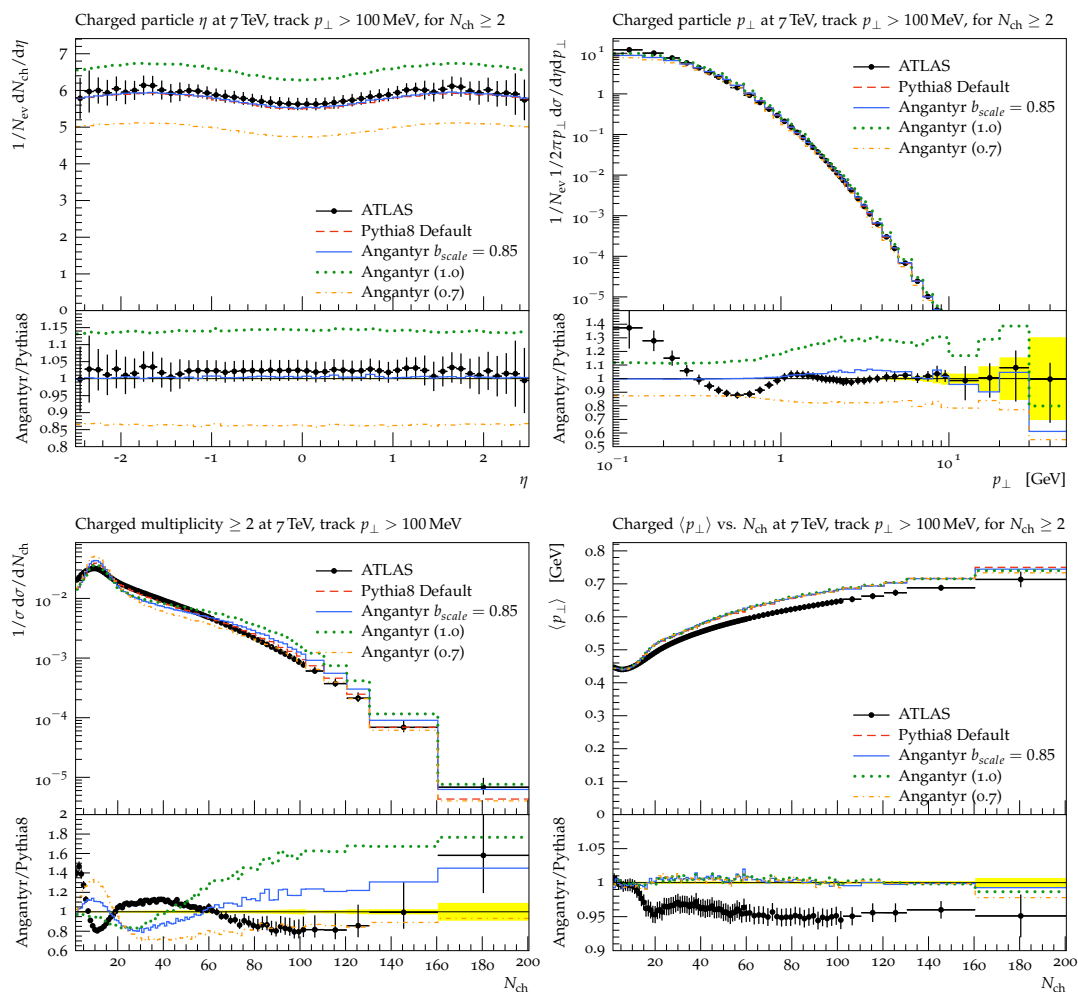 Charged particle η at 7 TeV, track p⊥ > 100 MeV, for Nch ≥ 2
1/Nev dNch/dη
7
6
5
4
3
2
1
0
ATLAS
Pythia8 Default
Angantyr bscale = 0.85
Angantyr (1.0)
Angantyr (0.7)
Angantyr/Pythia8
1.15
1.1
1.05
1
0.95
0.9
0.85
0.8
-2 -1 0 1 2
η
Charged particle p⊥ at 7 TeV, track p⊥ > 100 MeV, for Nch ≥ 2
1/Nev 1/2πp⊥ dσ/dηdp⊥
10^1
1
10^−1
10^−2
10^−3
10^−4
10^−5
ATLAS
Pythia8 Default
Angantyr bscale = 0.85
Angantyr (1.0)
Angantyr (0.7)
Angantyr/Pythia8
1.4
1.3
1.2
1.1
1
0.9
0.8
0.7
0.6
0.5
10^−1 1 10^1
p⊥ [GeV]
Charged multiplicity ≥ 2 at 7 TeV, track p⊥ > 100 MeV
1/σ dσ/dNch
10^−2
10^−3
10^−4
10^−5
ATLAS
Pythia8 Default
Angantyr bscale = 0.85
Angantyr (1.0)
Angantyr (0.7)
Angantyr/Pythia8
2
1.8
1.6
1.4
1.2
1
0.8
0.6
20 40 60 80 100 120 140 160 180 200
Nch
Charged ⟨p⊥⟩ vs. Nch at 7 TeV, track p⊥ > 100 MeV, for Nch ≥ 2
⟨p⊥⟩ [GeV]
0.8
0.7
0.6
0.5
0.4
0.3
0.2
0.1
0
ATLAS
Pythia8 Default
Angantyr bscale = 0.85
Angantyr (1.0)
Angantyr (0.7)
Angantyr/Pythia8
1.05
1
0.95
0.9
20 40 60 80 100 120 140 160 180 200
Nch